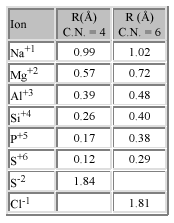 Ion R(Å) C.N. = 4 R (Å) C.N. = 6
Na+1 0.99 1.02
Mg+2 0.57 0.72
Al+3 0.39 0.48
Si+4 0.26 0.40
P+5 0.17 0.38
S+6 0.12 0.29
S-2 1.84
Cl-1 1.81